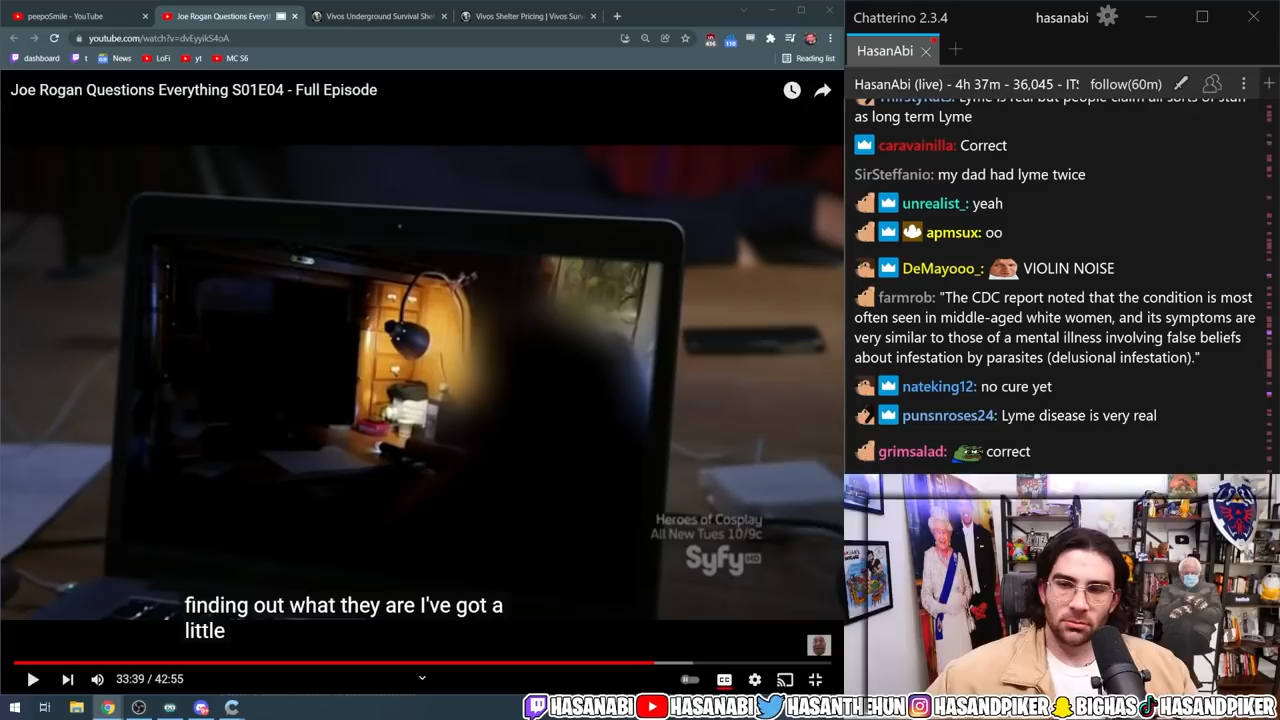 peepoSmile - YouTube
Joe Rogan Questions Everyt
Vivos Underground Survival She
Vivos Shelter Pricing | Vivos Sur
youtube.com/watch?v=dvEyyikS4oA
dashboard
t
News
LoFi
yt
MC S6
Reading list
Joe Rogan Questions Everything S01E04 - Full Episode
Heroes of Cosplay
All New Tues 10/9c
Syfy HD
finding out what they are I've got a
little
33:39 / 42:55
Chatterino 2.3.4
hasanabi
HasanAbi
HasanAbi (live) - 4h 37m - 36,045 - IT'
follow(60m)
as long term Lyme
caravainilla: Correct
SirSteffanio: my dad had lyme twice
unrealist_: yeah
apmsux: oo
DeMayooo_: VIOLIN NOISE
farmrob: "The CDC report noted that the condition is most
often seen in middle-aged white women, and its symptoms are
very similar to those of a mental illness involving false beliefs
about infestation by parasites (delusional infestation)."
nateking12: no cure yet
punsnroses24: Lyme disease is very real
grimsalad: correct
HASANABI
HASANABI
HASANTHEHUN
HASANDPIKER
BIGHAS
HASANDPIKER